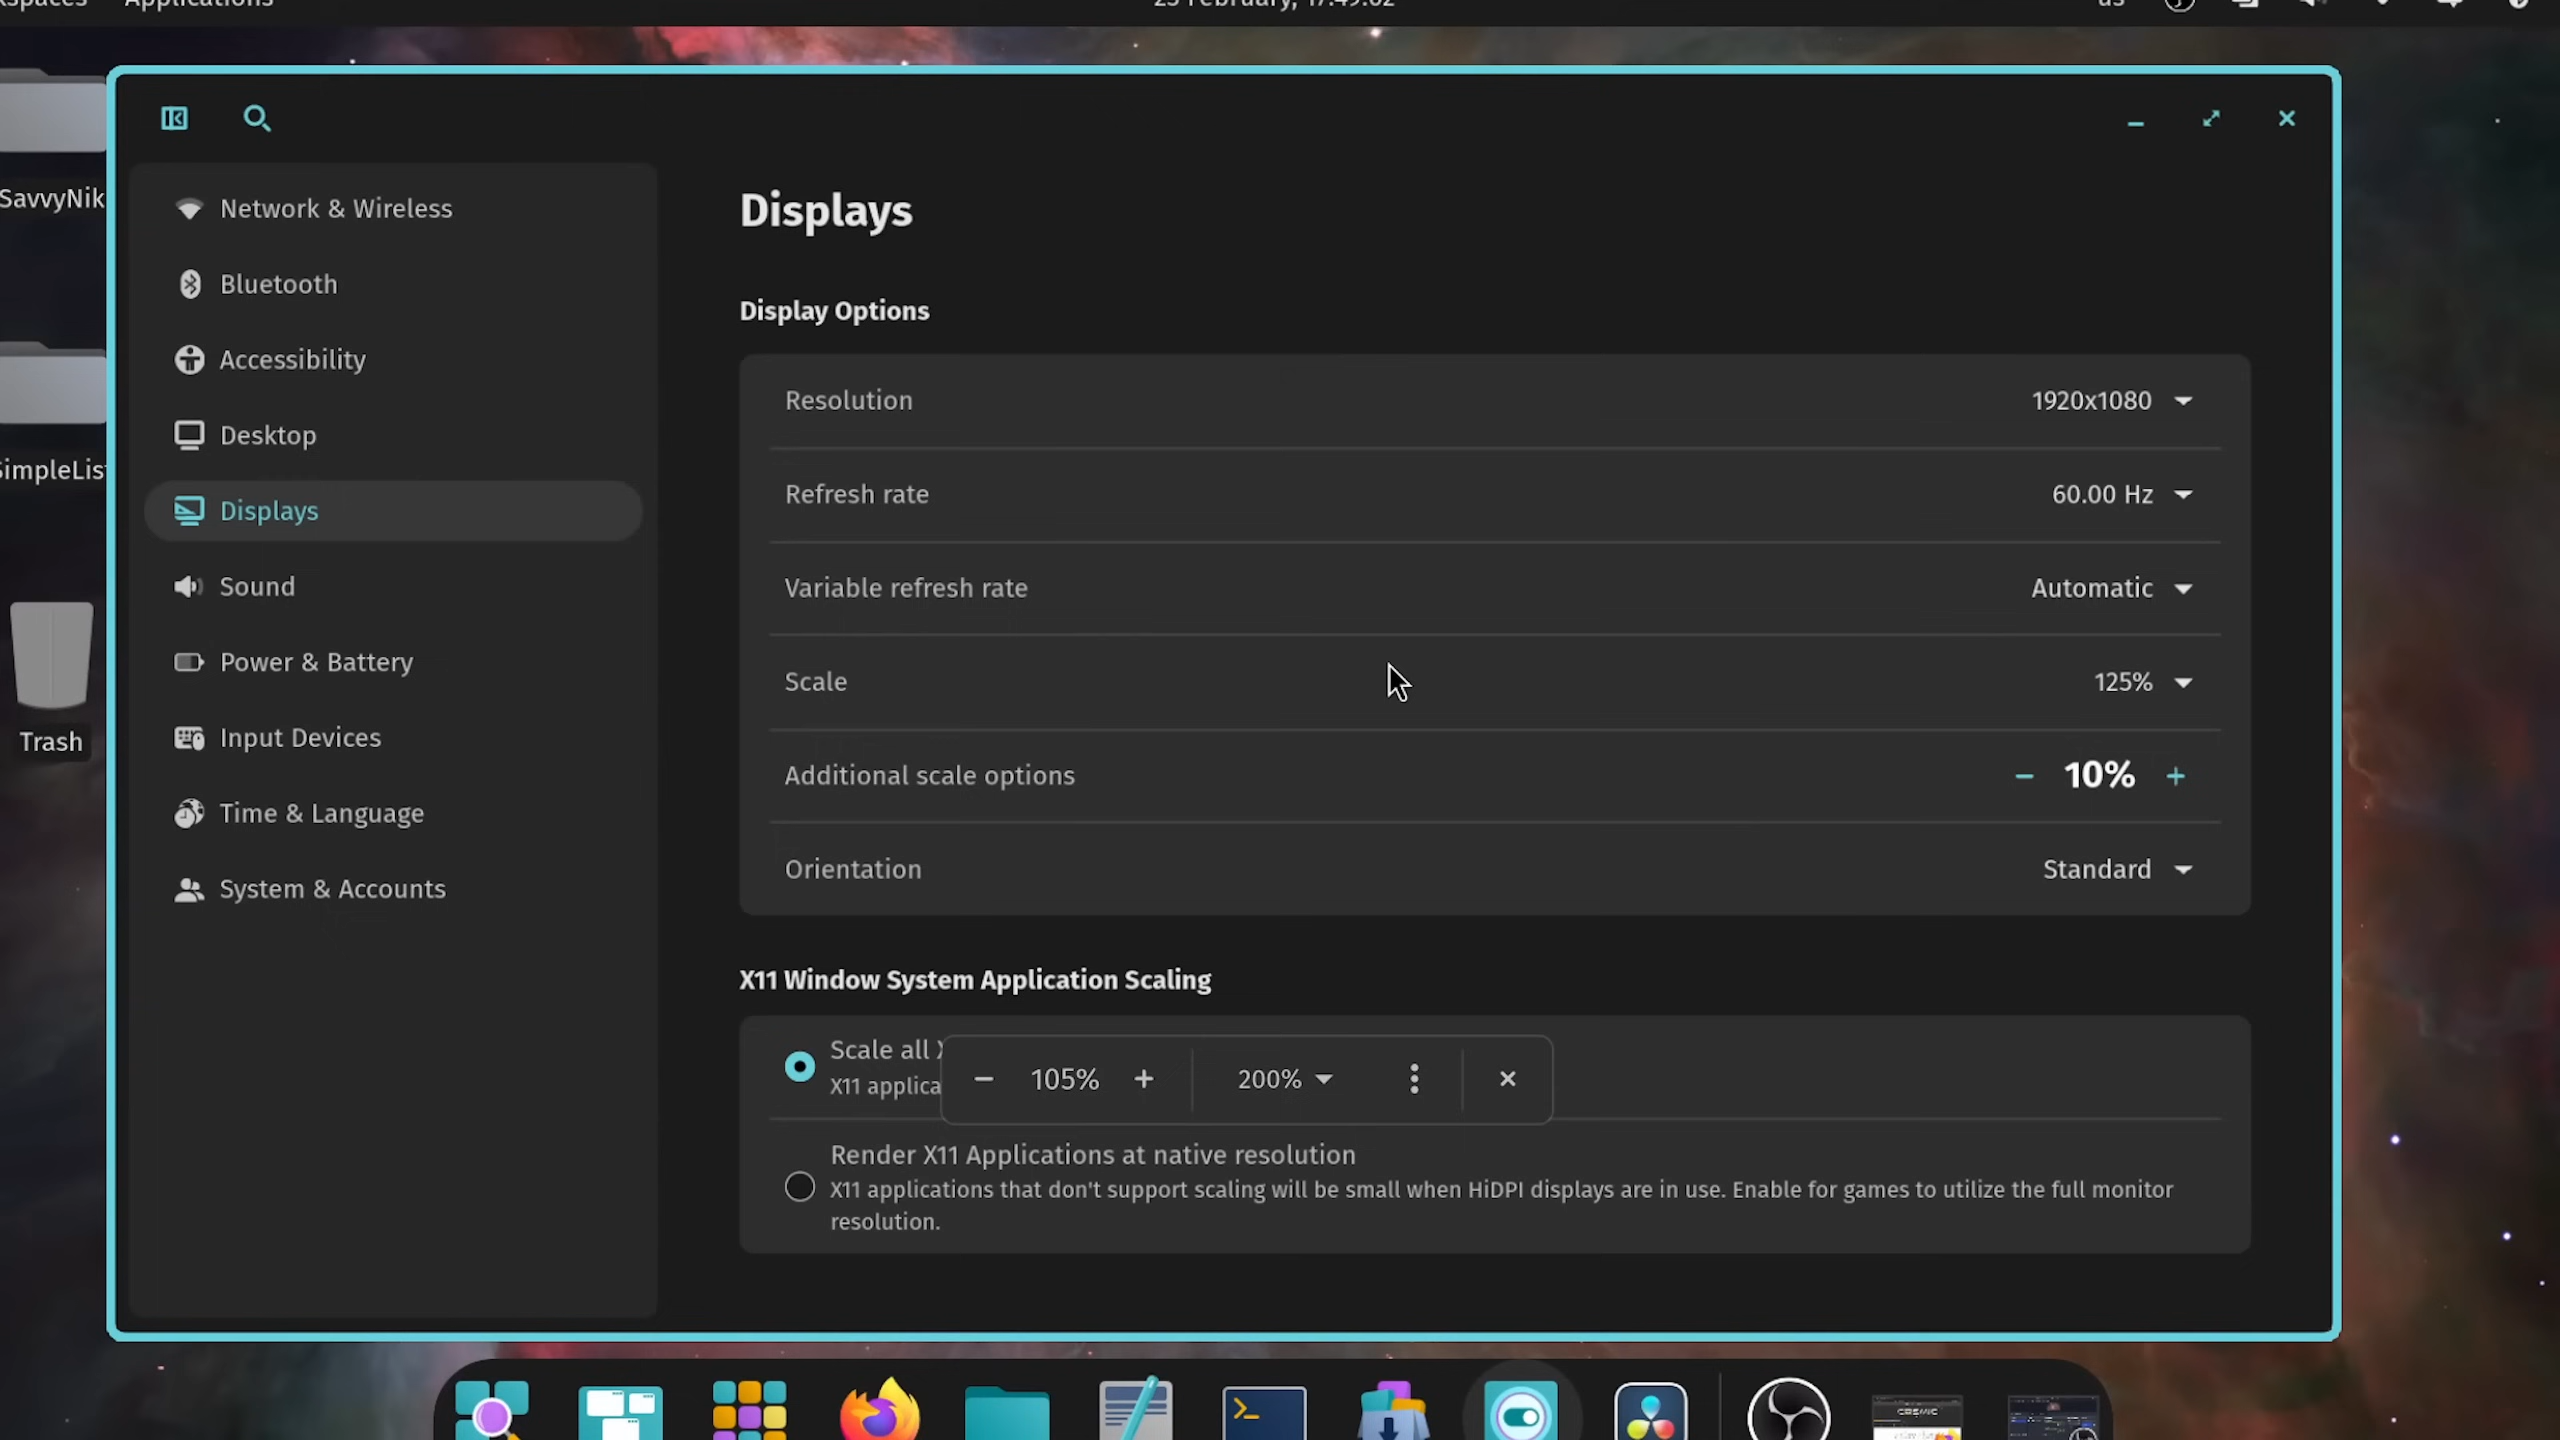 Applications
SavvyNik
SimpleList
Trash
Network & Wireless
Bluetooth
Accessibility
Desktop
Displays
Sound
Power & Battery
Input Devices
Time & Language
System & Accounts
Displays
Display Options
Resolution
1920x1080
Refresh rate
60.00 Hz
Variable refresh rate
Automatic
Scale
125%
Additional scale options
- 10% +
Orientation
Standard
X11 Window System Application Scaling
Scale all X
X11 applica
- 105% +
200%
Render X11 Applications at native resolution
X11 applications that don't support scaling will be small when HiDPI displays are in use. Enable for games to utilize the full monitor
resolution.
COSMIC